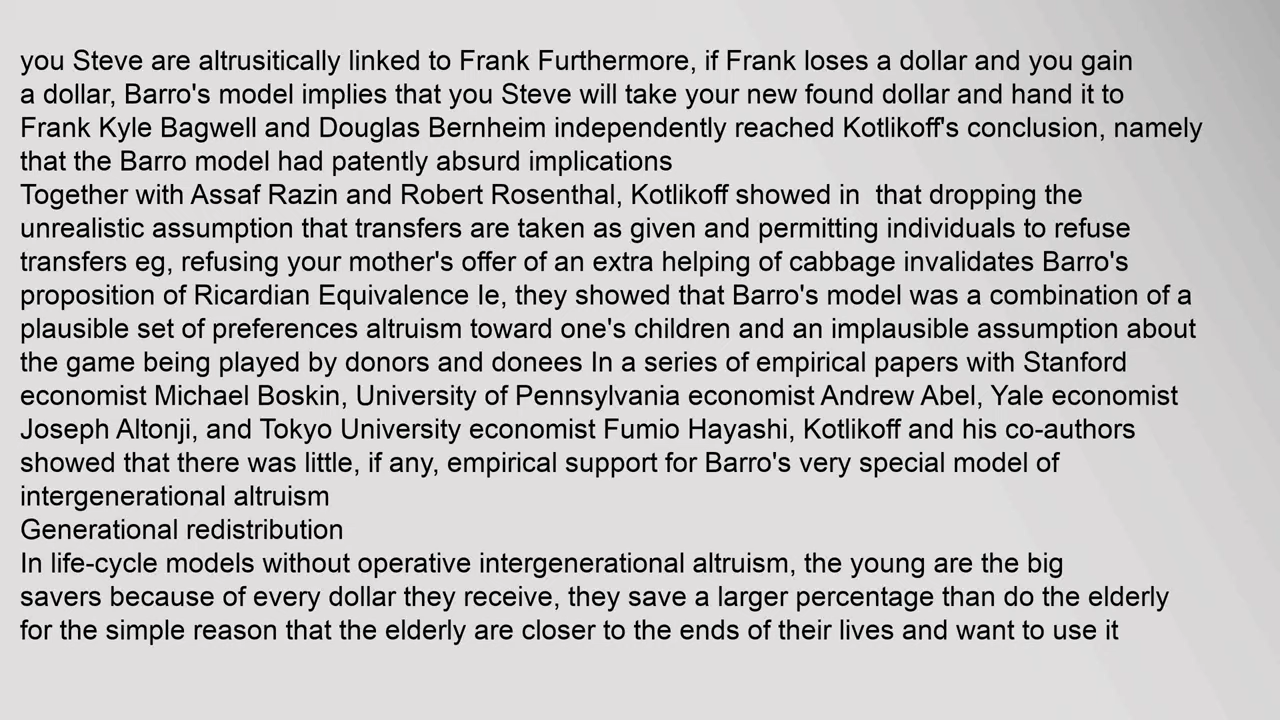 you Steve are altrusitically linked to Frank Furthermore, if Frank loses a dollar and you gain
a dollar, Barro's model implies that you Steve will take your new found dollar and hand it to
Frank Kyle Bagwell and Douglas Bernheim independently reached Kotlikoff's conclusion, namely
that the Barro model had patently absurd implications
Together with Assaf Razin and Robert Rosenthal, Kotlikoff showed in  that dropping the
unrealistic assumption that transfers are taken as given and permitting individuals to refuse
transfers eg, refusing your mother's offer of an extra helping of cabbage invalidates Barro's
proposition of Ricardian Equivalence Ie, they showed that Barro's model was a combination of a
plausible set of preferences altruism toward one's children and an implausible assumption about
the game being played by donors and donees In a series of empirical papers with Stanford
economist Michael Boskin, University of Pennsylvania economist Andrew Abel, Yale economist
Joseph Altonji, and Tokyo University economist Fumio Hayashi, Kotlikoff and his co-authors
showed that there was little, if any, empirical support for Barro's very special model of
intergenerational altruism
Generational redistribution
In life-cycle models without operative intergenerational altruism, the young are the big
savers because of every dollar they receive, they save a larger percentage than do the elderly
for the simple reason that the elderly are closer to the ends of their lives and want to use it